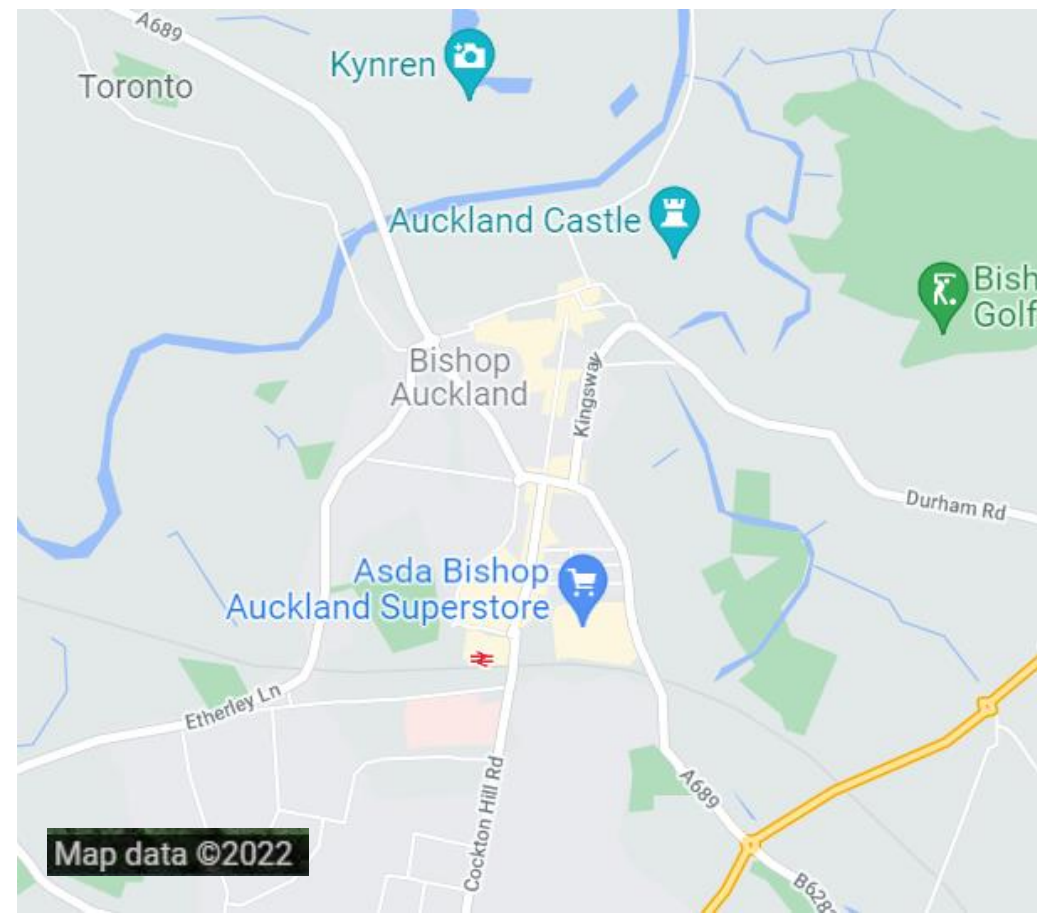 A689
Kynren
Toronto
Auckland Castle
Bish
Golf
Bishop
Auckland
Kingsway
Durham Rd
Asda Bishop
Auckland Superstore
Etherley Ln
A689
Cockton Hill Rd
Map data ©2022
B628